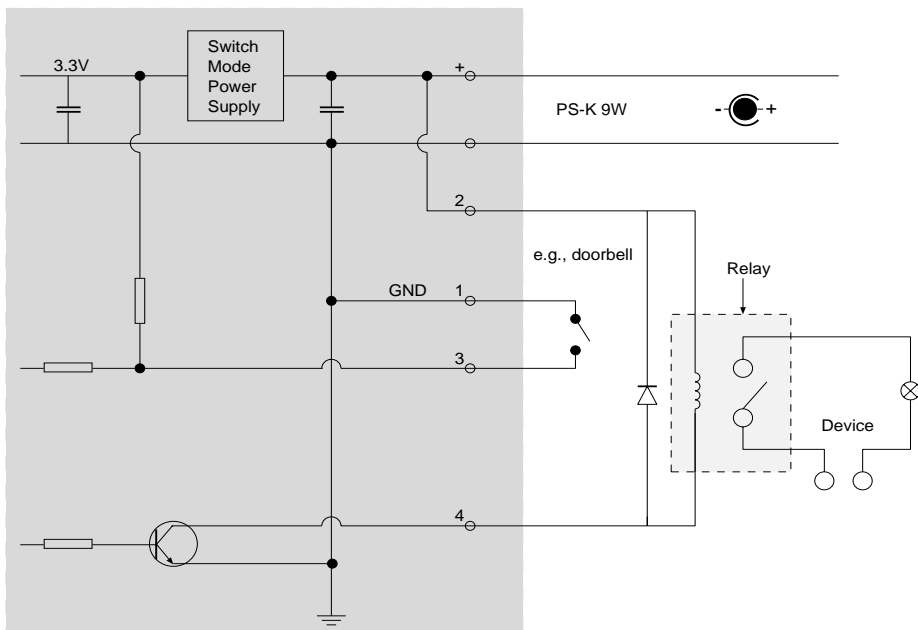 3.3V
Switch
Mode
Power
Supply
+
PS-K 9W
- +
2
e.g., doorbell
Relay
GND
1
3
Device
4